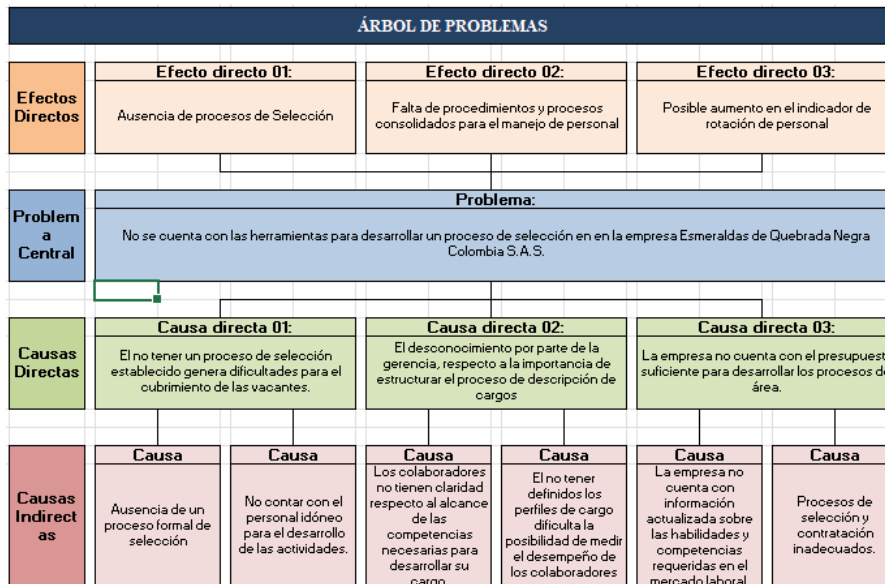 ÁRBOL DE PROBLEMAS
Efectos
Directos
Efecto directo 01:
Ausencia de procesos de Selección
Efecto directo 02:
Falta de procedimientos y procesos
consolidados para el manejo de personal
Efecto directo 03:
Posible aumento en el indicador de
rotación de personal
Problem
a
Central
Problema:
No se cuenta con las herramientas para desarrollar un proceso de selección en en la empresa Esmeraldas de Quebrada Negra
Colombia S.A.S.
Causas
Directas
Causa directa 01:
El no tener un proceso de selección
establecido genera dificultades para el
cubrimiento de las vacantes.
Causa directa 02:
El desconocimiento por parte de la
gerencia, respecto a la importancia de
estructurar el proceso de descripción de
cargos
Causa directa 03:
La empresa no cuenta con el presupuest
suficiente para desarrollar los procesos d
área.
Causas
Indirect
as
Causa
Ausencia de un
proceso formal de
selección
Causa
No contar con el
personal idóneo
para el desarrollo
de las actividades.
Causa
Los colaboradores
no tienen claridad
respecto al alcance
de las
competencias
necesarias para
desarrollar su
cargo
Causa
El no tener
definidos los
perfiles de cargo
dificulta la
posibilidad de medir
el desempeño de
los colaboradores
Causa
La empresa no
cuenta con
información
actualizada sobre
las habilidades y
competencias
requeridas en el
mercado laboral
Causa
Procesos de
selección y
contratación
inadecuados.